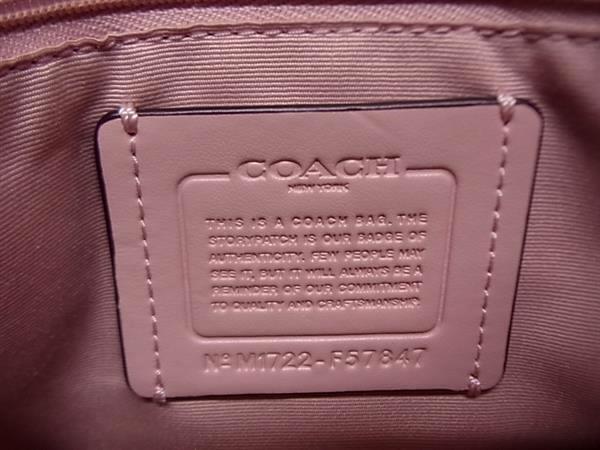 COACH
NEW YORK
THIS IS A COACH BAG. THE
STORYPATCH IS OUR BADGE OF
AUTHENTICITY. FEW PEOPLE MAY
SEE IT, BUT IT WILL ALWAYS BE A
REMINDER OF OUR COMMITMENT
TO QUALITY AND CRAFTSMANSHIP.
Nº M1722-F57847